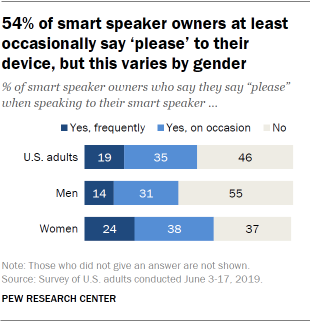 54% of smart speaker owners at least
occasionally say ‘please’ to their
device, but this varies by gender
% of smart speaker owners who say they say “please”
when speaking to their smart speaker ...
Yes, frequently Yes, on occasion No
U.S. adults 19 35 46
Men 14 31 55
Women 24 38 37
Note: Those who did not give an answer are not shown.
Source: Survey of U.S. adults conducted June 3-17, 2019.
PEW RESEARCH CENTER